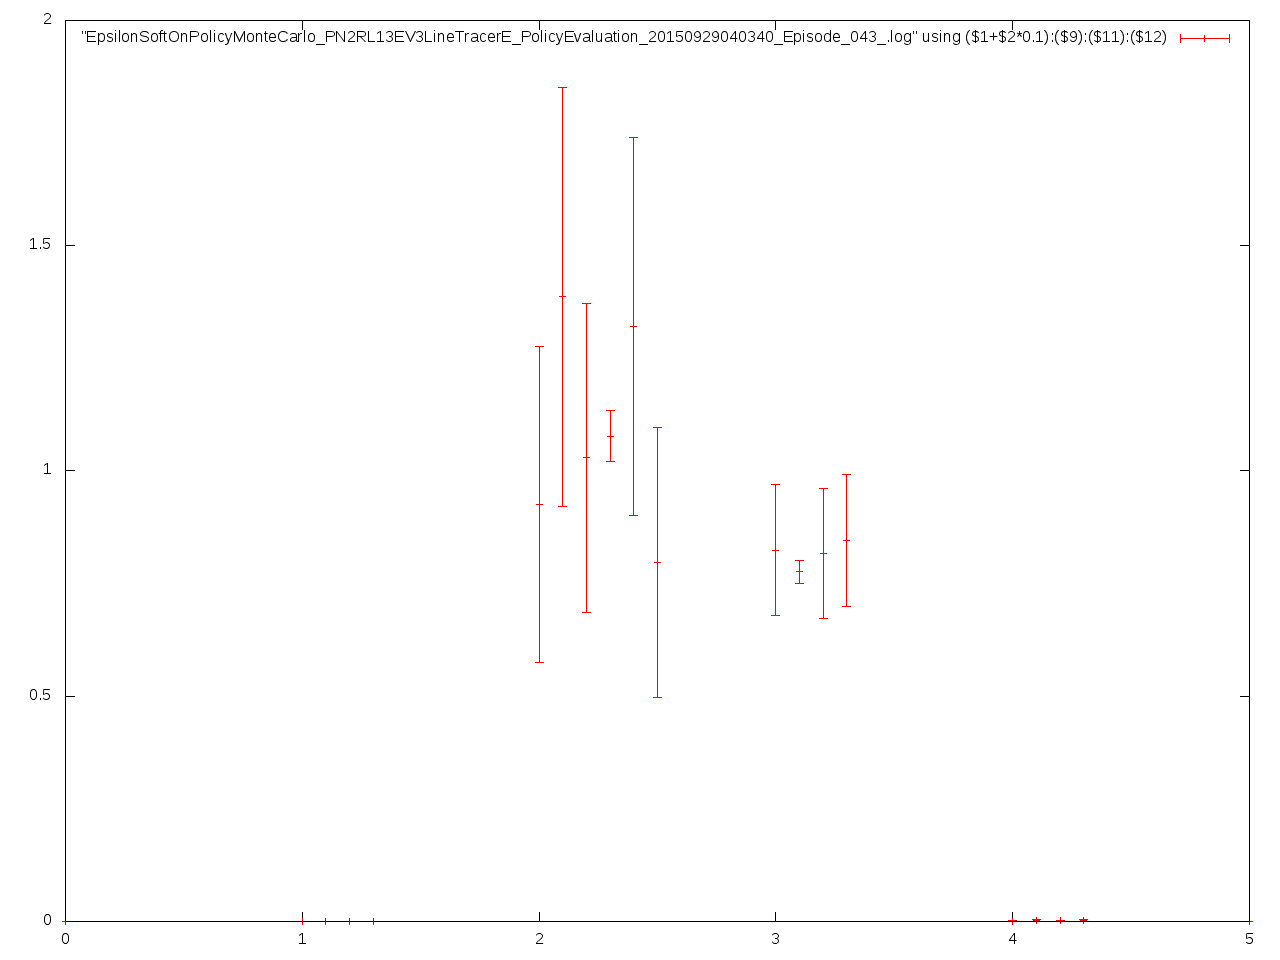 2
"EpsilonSoftOnPolicyMonteCarlo_PN2RL13EV3LineTracerE_PolicyEvaluation_20150929040340_Episode_043_.log" using ($1+$2*0.1):($9):($11):($12)
1.5
1
0.5
0
0 1 2 3 4 5